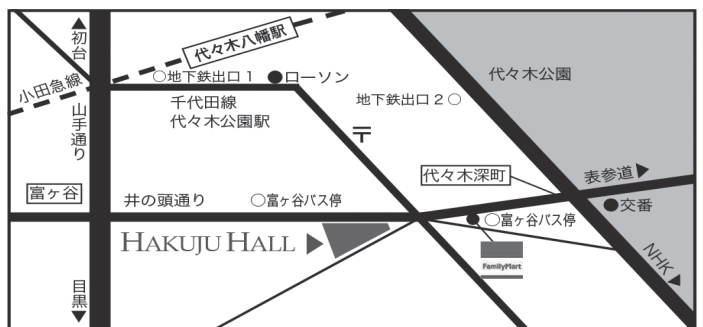 ▲初台
代々木八幡駅
小田急線
○地下鉄出口1
●ローソン
代々木公園
地下鉄出口2○
千代田線
代々木公園駅
山手通り
〒
代々木深町
表参道▶
富ヶ谷
井の頭通り
○富ヶ谷バス停
●交番
○富ヶ谷バス停
HAKUJU HALL ▶
FamilyMart
NHK▶
目黒▼